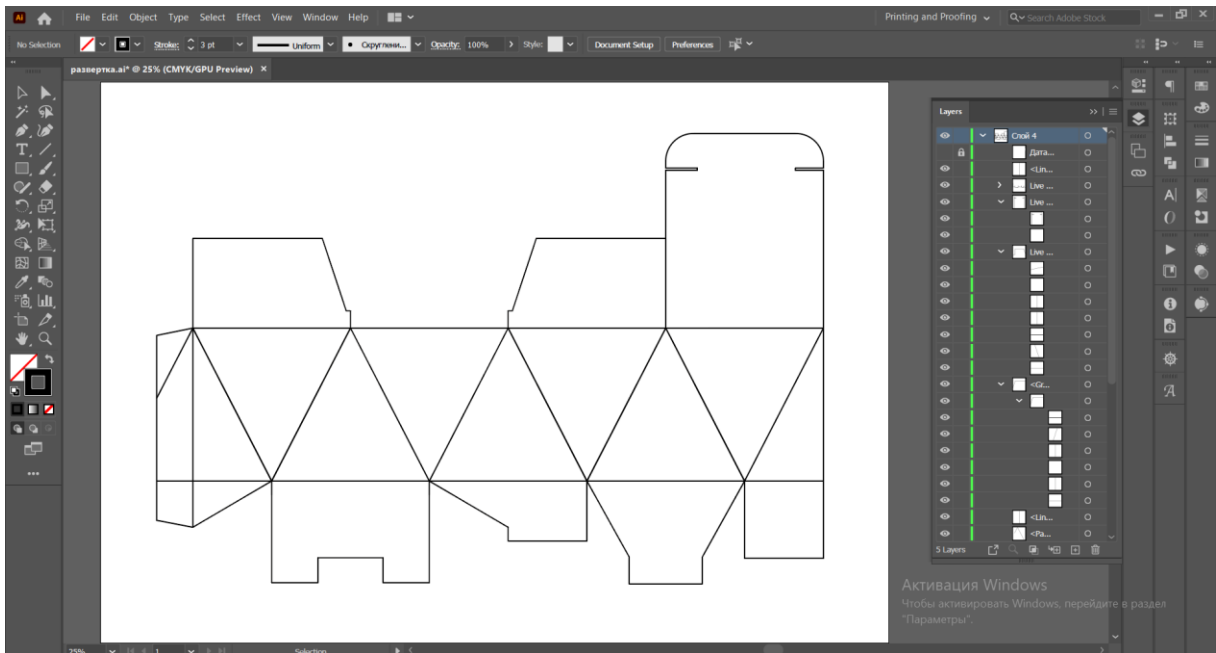 Ai File Edit Object Type Select Effect View Window Help Printing and Proofing Search Adobe Stock
No Selection Stroke: 3 pt Uniform Скруглени... Opacity: 100% Style: Document Setup Preferences
развертка.ai* @ 25% (CMYK/GPU Preview) ×
Layers
Слой 4
Дата...
<Lin...
Live ...
Live ...
Live ...
<Gr...
<Lin...
<Pa...
5 Layers
Активация Windows
Чтобы активировать Windows, перейдите в раздел
"Параметры".
25% 1 Selection